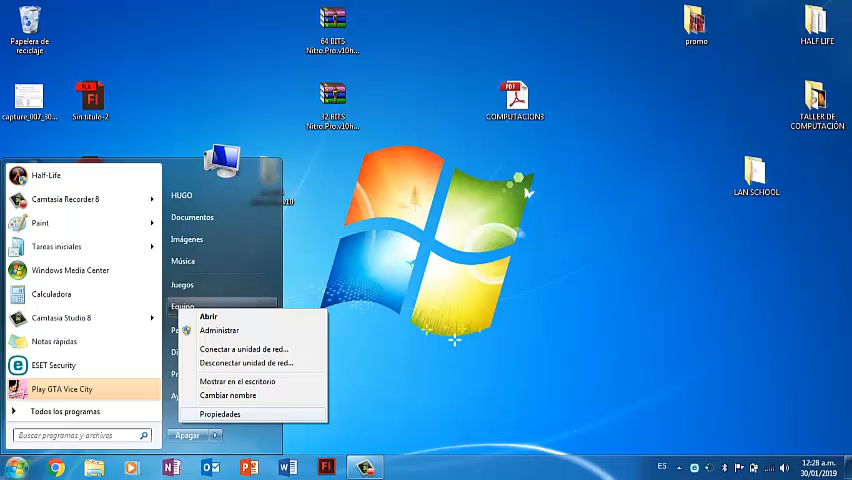 Papelera de
reciclaje
64 BITS
Nitro.Pro.v10h...
promo
HALF LIFE
capture_007_30...
Sin título-2
32 BITS
Nitro.Pro.v10h...
COMPUTACION3
TALLER DE
COMPUTACIÓN
LAN SCHOOL
Half-Life
Camtasia Recorder 8
Paint
Tareas iniciales
Windows Media Center
Calculadora
Camtasia Studio 8
Notas rápidas
ESET Security
Play GTA Vice City
Todos los programas
Buscar programas y archivos
HUGO
Documentos
Imágenes
Música
Juegos
Equipo
Abrir
Administrar
Conectar a unidad de red...
Desconectar unidad de red...
Mostrar en el escritorio
Cambiar nombre
Propiedades
Apagar
ES
12:28 a.m.
30/01/2019